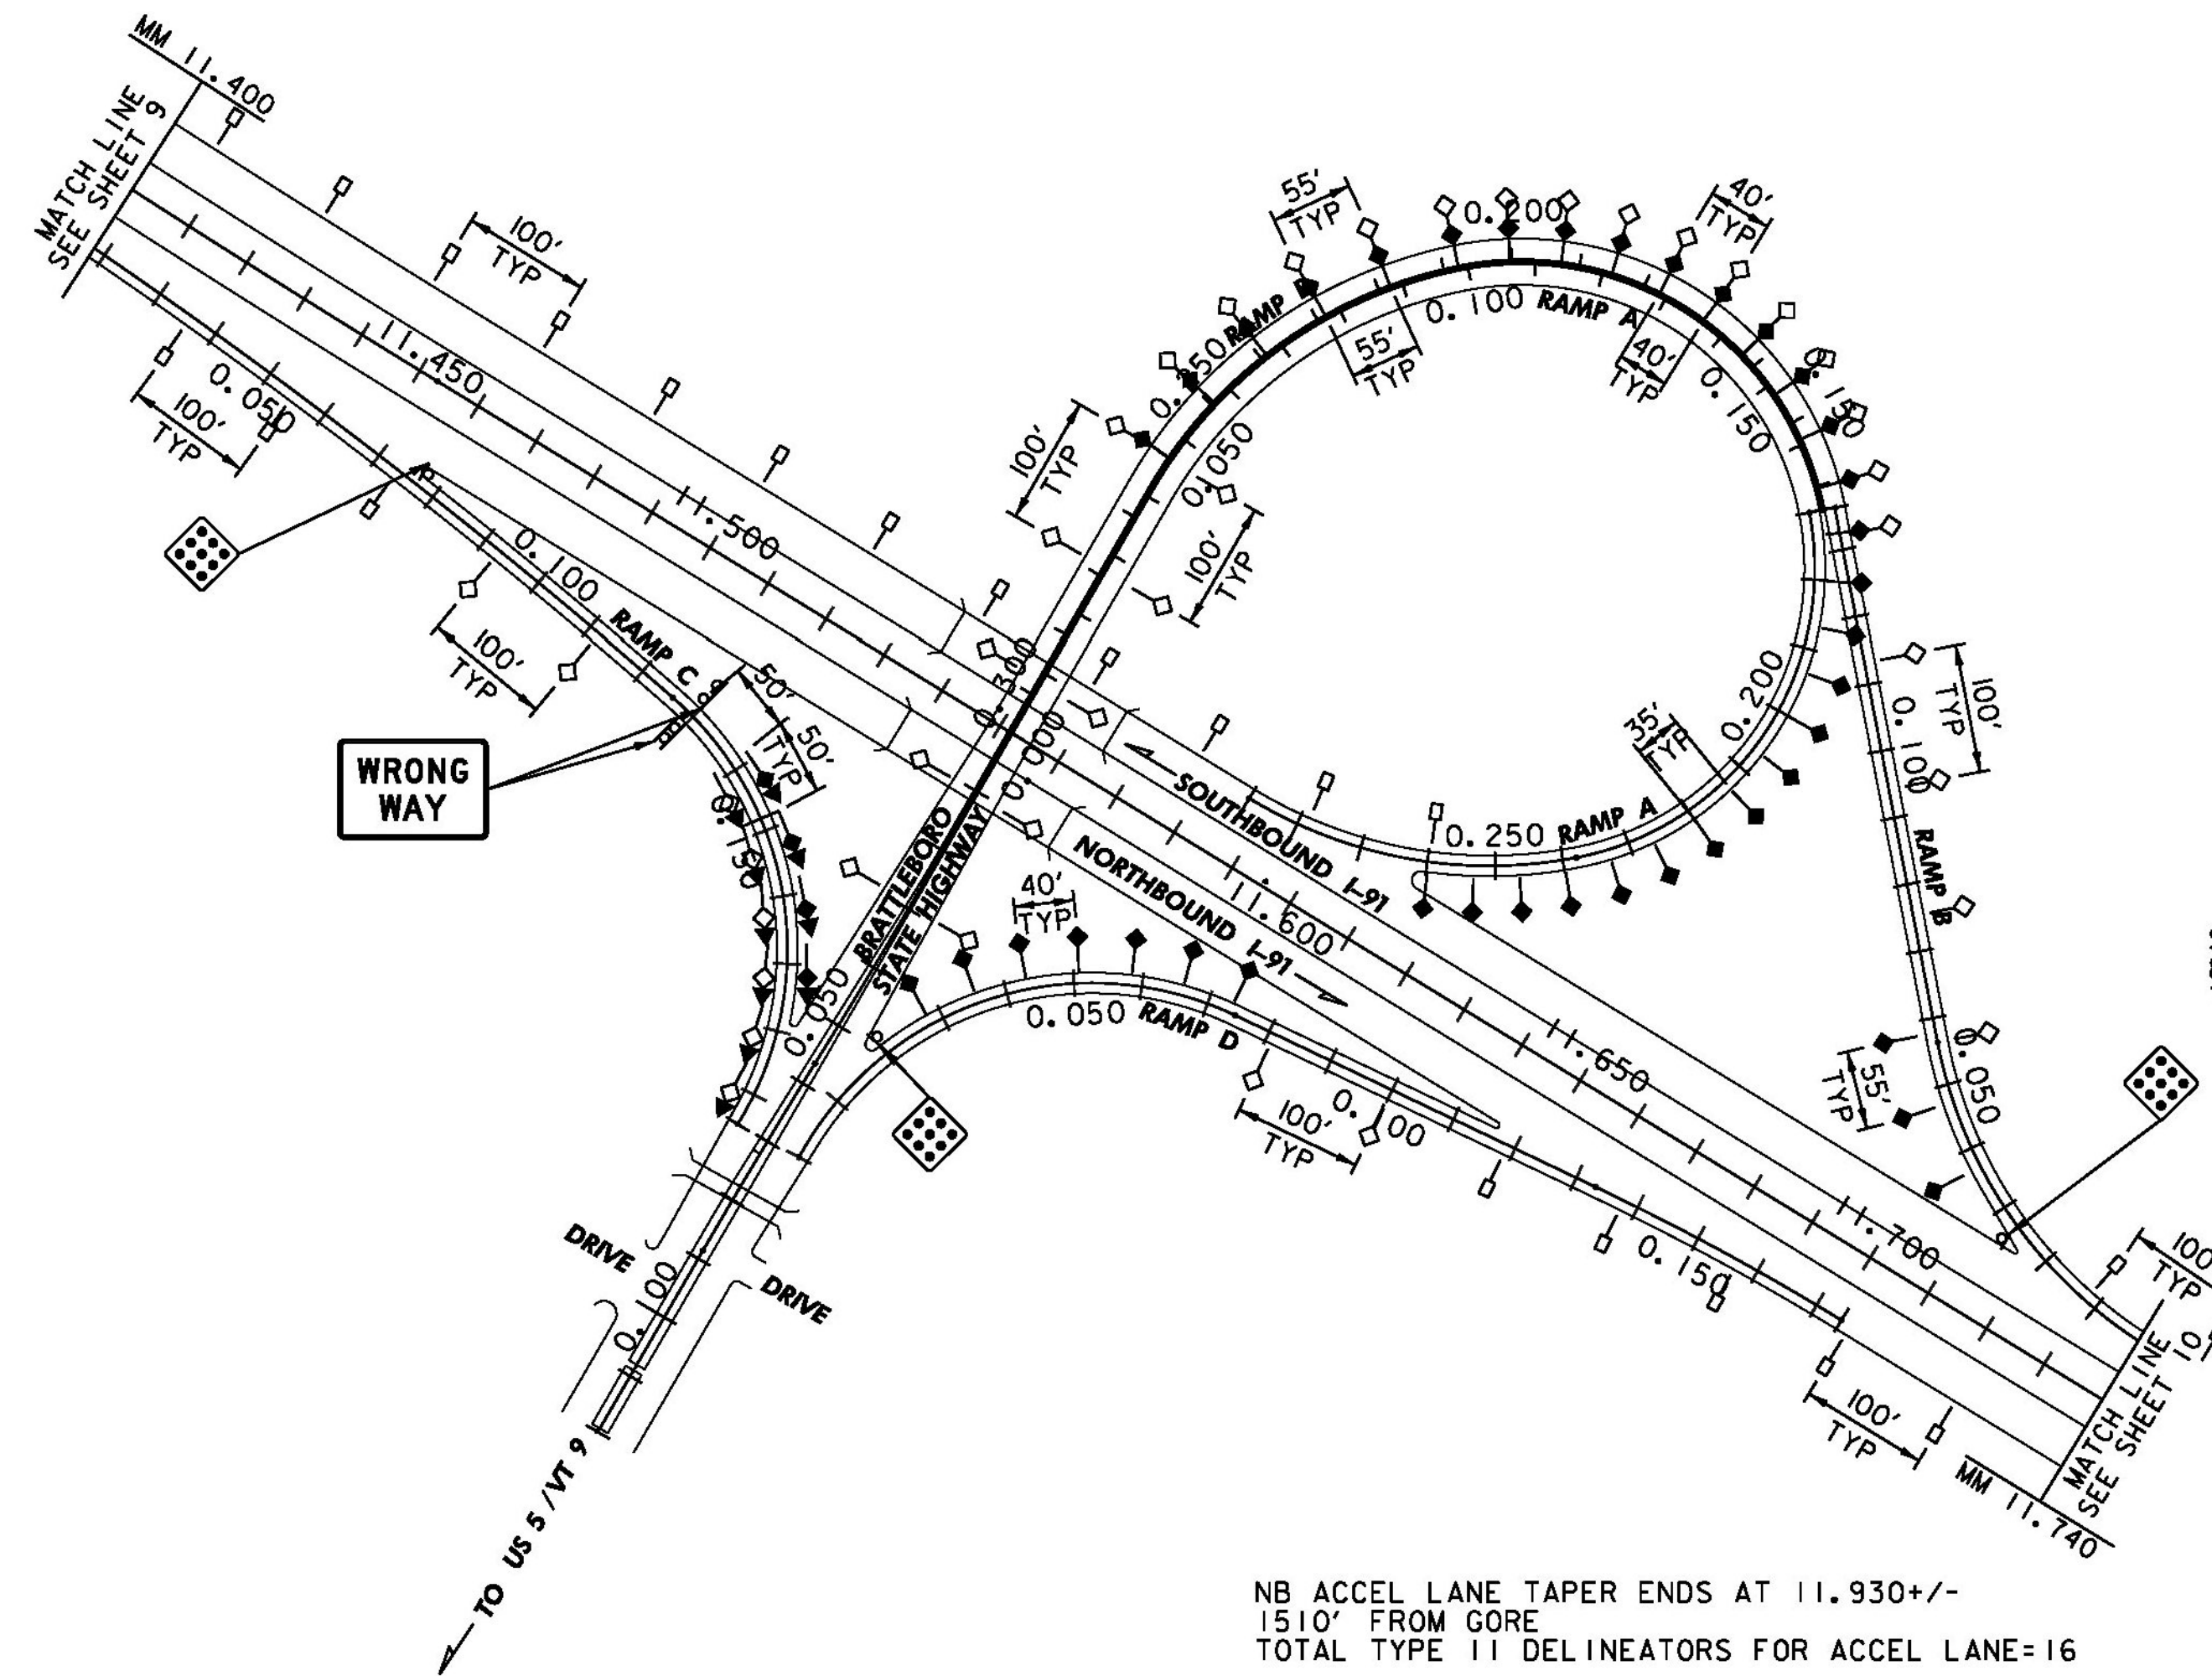 MM 11.400
MATCH LINE
SEE SHEET 9
100'
TYP
11.450
0.050
100'
TYP
11.500
0.100 RAMP C
100'
TYP
WRONG
WAY
50'
50'
TYP
0.150
55'
TYP
0.200
40'
TYP
0.100 RAMP A
55'
TYP
40'
TYP
0.150
0.150
RAMP
0.250
0.050
100'
TYP
100'
TYP
0.300
0.000
SOUTHBOUND I-91
NORTHBOUND I-91
11.600
BRATTLEBORO
STATE HIGHWAY
0.050
40'
TYP
0.050 RAMP D
0.250 RAMP A
35'
TYP
0.200
100'
TYP
0.100
RAMP B
0.050
55'
TYP
11.650
11.700
0.100
100'
TYP
0.150
100'
TYP
100'
TYP
MATCH LINE
SEE SHEET
MM 11.740
DRIVE
DRIVE
0.100
TO US 5 / VT 9
NB ACCEL LANE TAPER ENDS AT 11.930+/-
1510' FROM GORE
TOTAL TYPE II DELINEATORS FOR ACCEL LANE=16